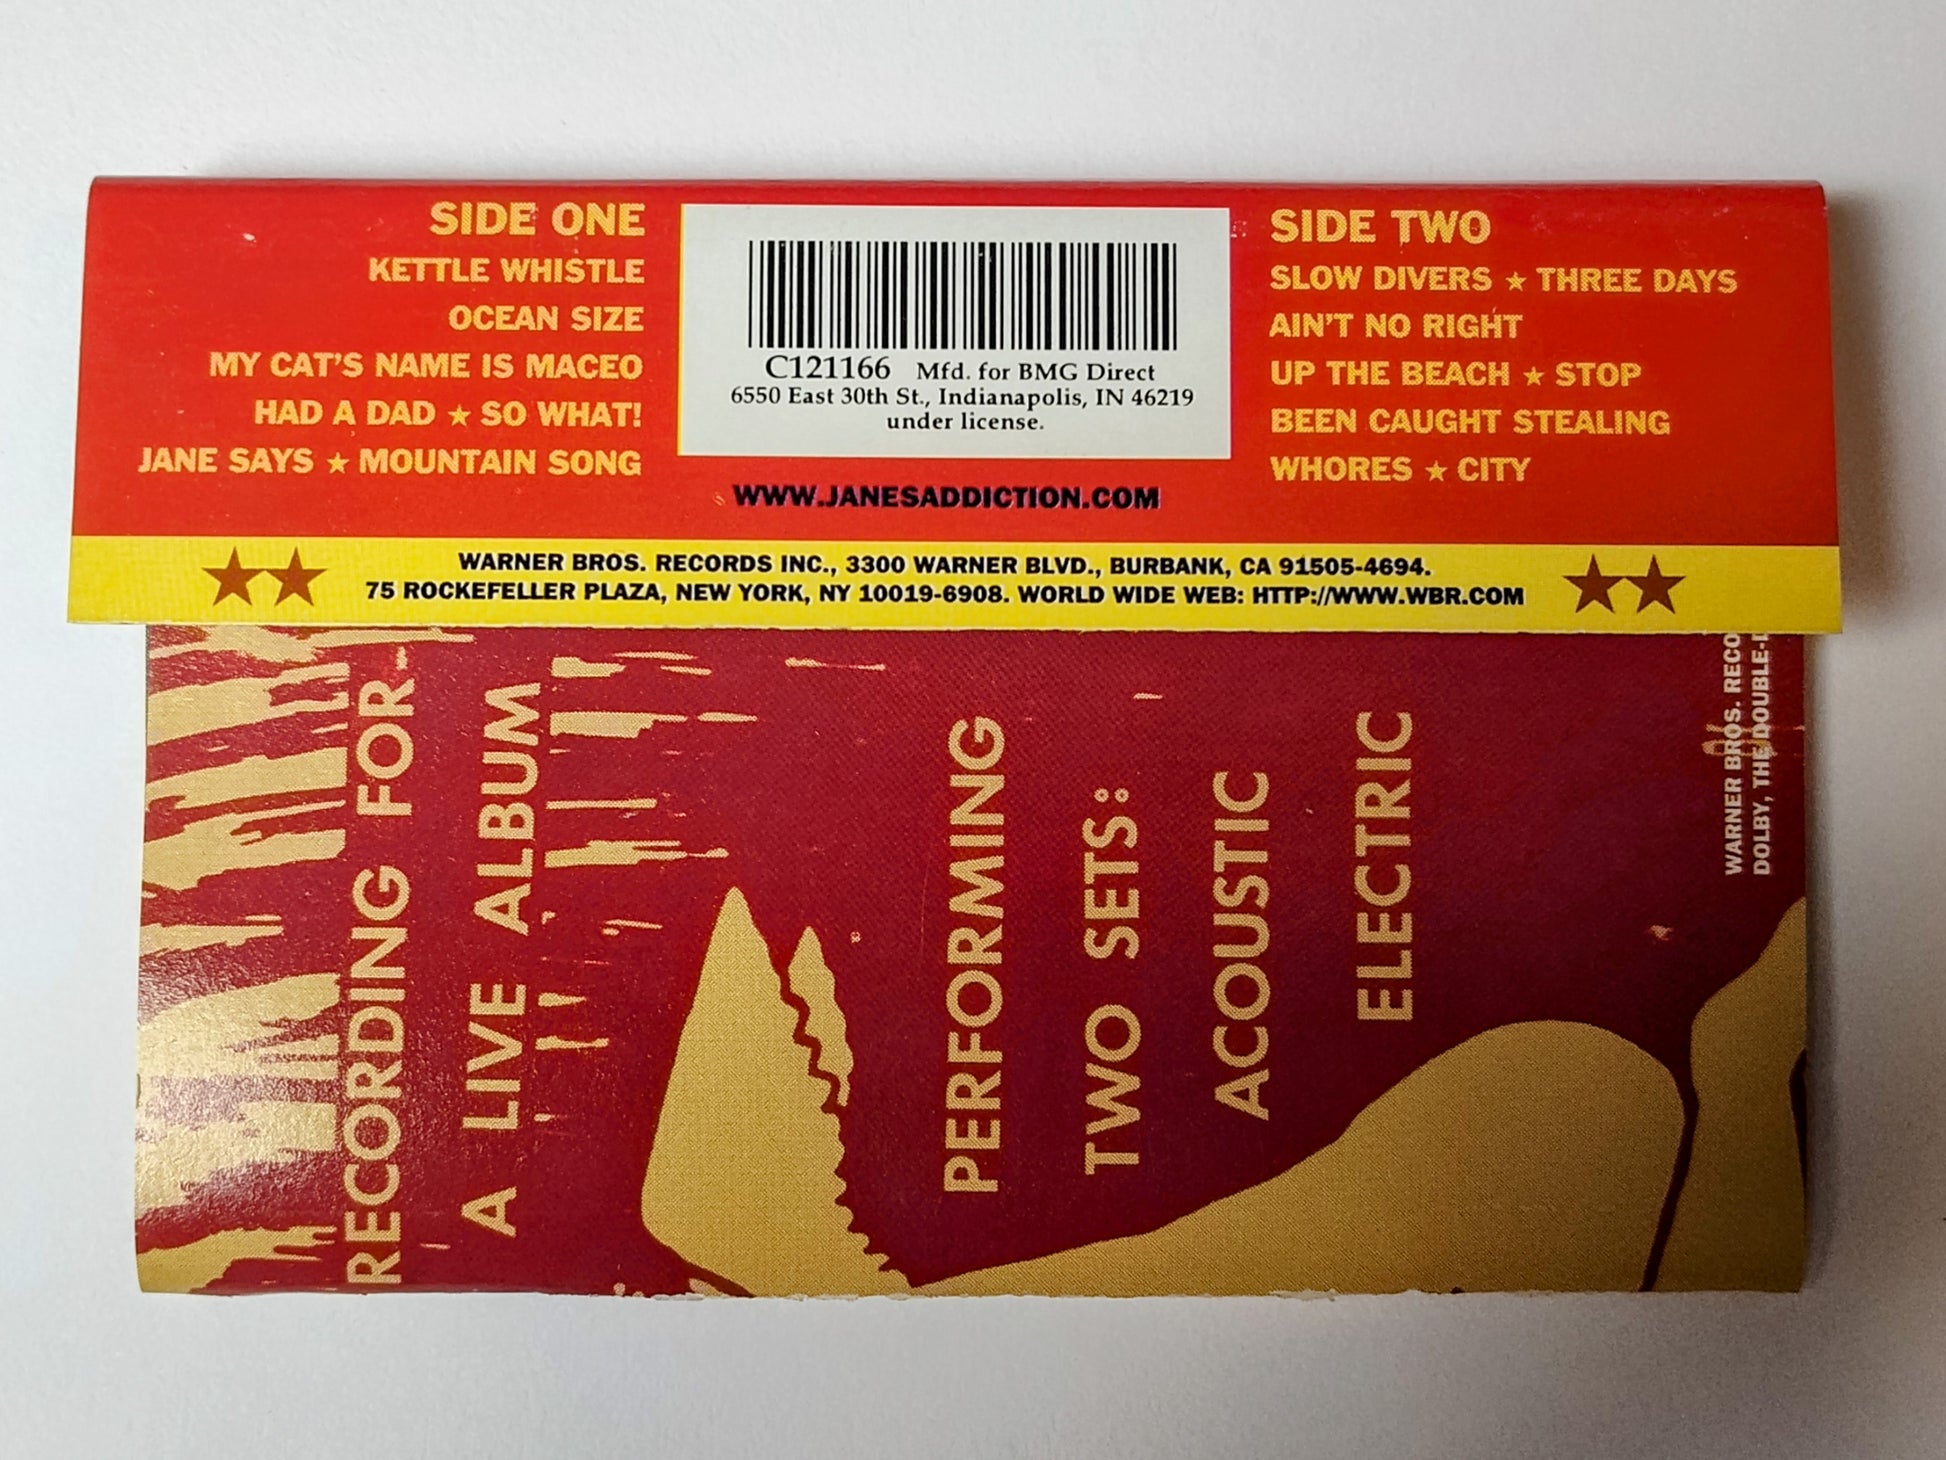 SIDE ONE
KETTLE WHISTLE
OCEAN SIZE
MY CAT'S NAME IS MACEO
HAD A DAD ★ SO WHAT!
JANE SAYS ★ MOUNTAIN SONG
C121166 Mfd. for BMG Direct
6550 East 30th St., Indianapolis, IN 46219
under license.
WWW.JANESADDICTION.COM
SIDE TWO
SLOW DIVERS ★ THREE DAYS
AIN'T NO RIGHT
UP THE BEACH ★ STOP
BEEN CAUGHT STEALING
WHORES ★ CITY
WARNER BROS. RECORDS INC., 3300 WARNER BLVD., BURBANK, CA 91505-4694.
75 ROCKEFELLER PLAZA, NEW YORK, NY 10019-6908. WORLD WIDE WEB: HTTP://WWW.WBR.COM
RECORDING FOR-
A LIVE ALBUM
PERFORMING
TWO SETS:
ACOUSTIC
ELECTRIC
WARNER BROS.
DOLBY, THE DOUBLE-